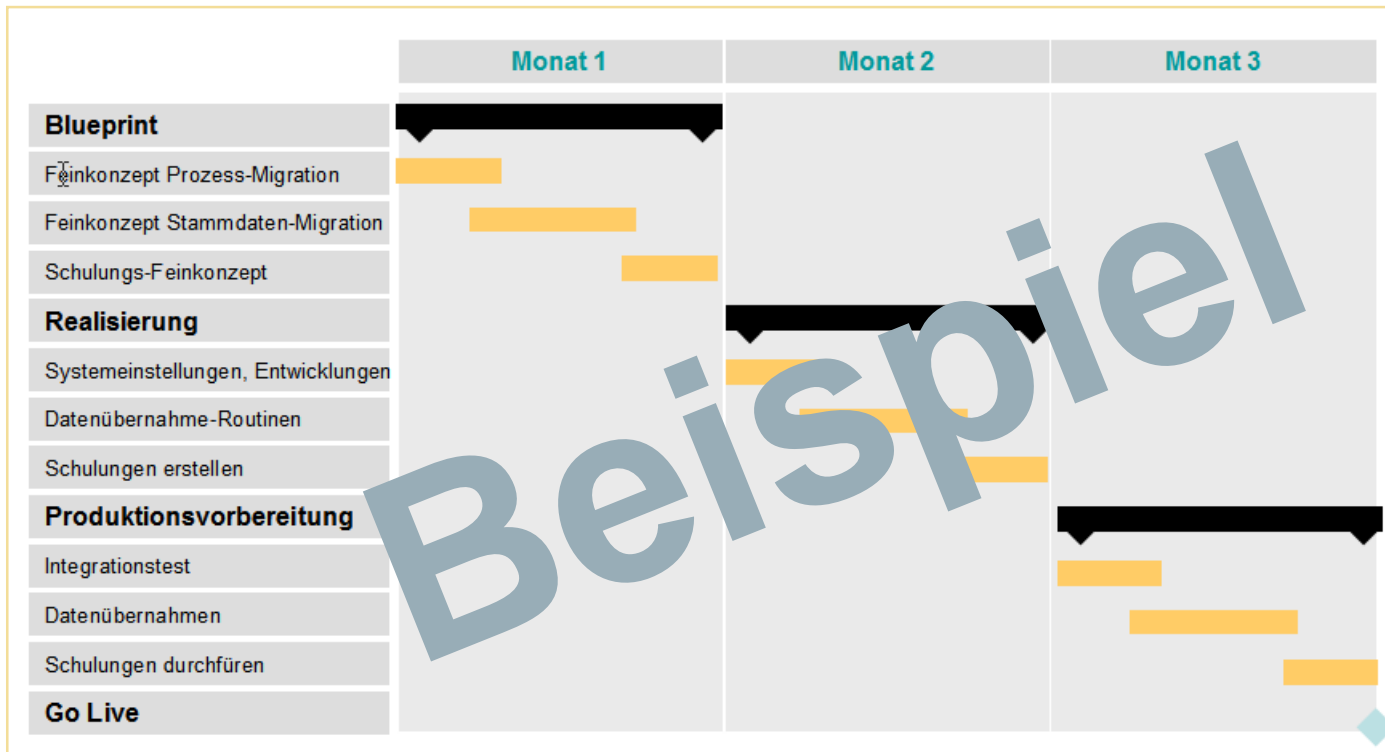 Monat 1 Monat 2 Monat 3
Blueprint
Feinkonzept Prozess-Migration
Feinkonzept Stammdaten-Migration
Schulungs-Feinkonzept
Realisierung
Systemeinstellungen, Entwicklungen
Datenübernahme-Routinen
Schulungen erstellen
Produktionsvorbereitung
Integrationstest
Datenübernahmen
Schulungen durchfüren
Go Live
Beispiel